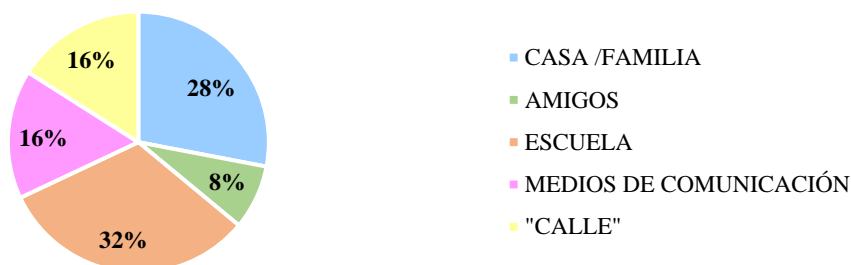 16%
28%
16%
8%
32%
CASA /FAMILIA
AMIGOS
ESCUELA
MEDIOS DE COMUNICACIÓN
"CALLE"